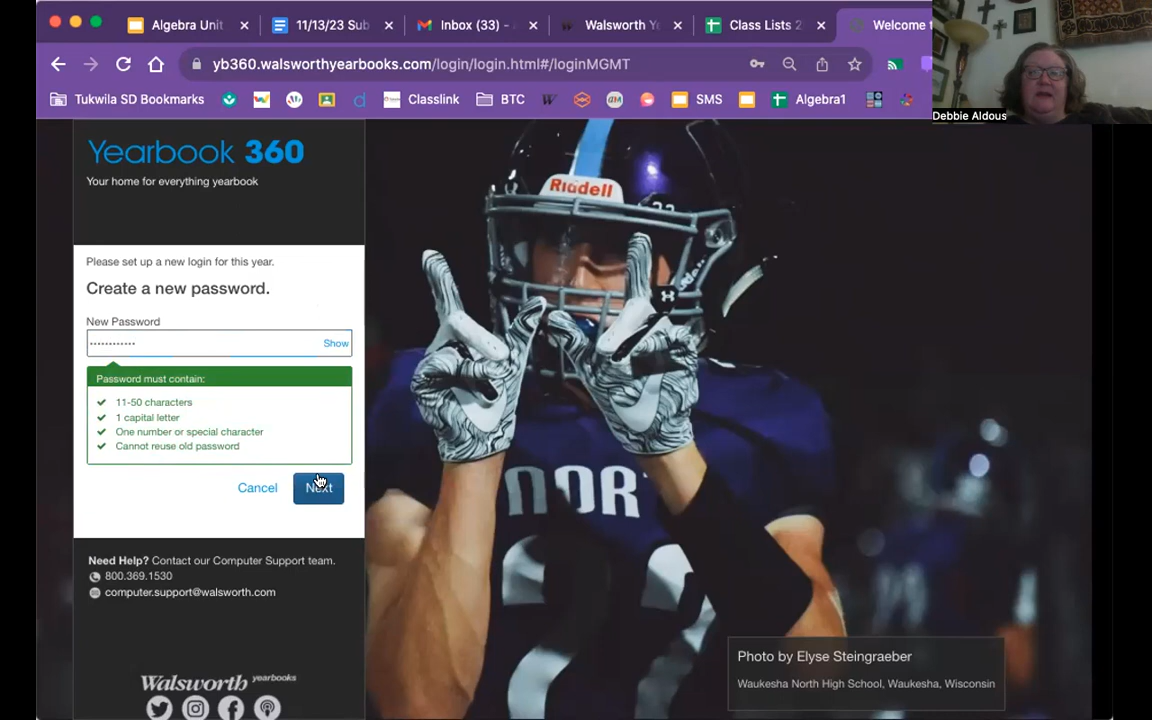 Algebra Unit
11/13/23 Sub
Inbox (33) -
Walsworth Ye
Class Lists 2
Welcome t
yb360.walsworthyearbooks.com/login/login.html#/loginMGMT
Tukwila SD Bookmarks
Classlink
BTC
SMS
Algebra1
Debbie Aldous
Yearbook 360
Your home for everything yearbook
Riddell
Please set up a new login for this year.
Create a new password.
New Password
············
Show
Password must contain:
11-50 characters
1 capital letter
One number or special character
Cannot reuse old password
Cancel
Next
NOR
22
Need Help? Contact our Computer Support team.
800.369.1530
computer.support@walsworth.com
Photo by Elyse Steingraeber
Waukesha North High School, Waukesha, Wisconsin
Walsworth yearbooks